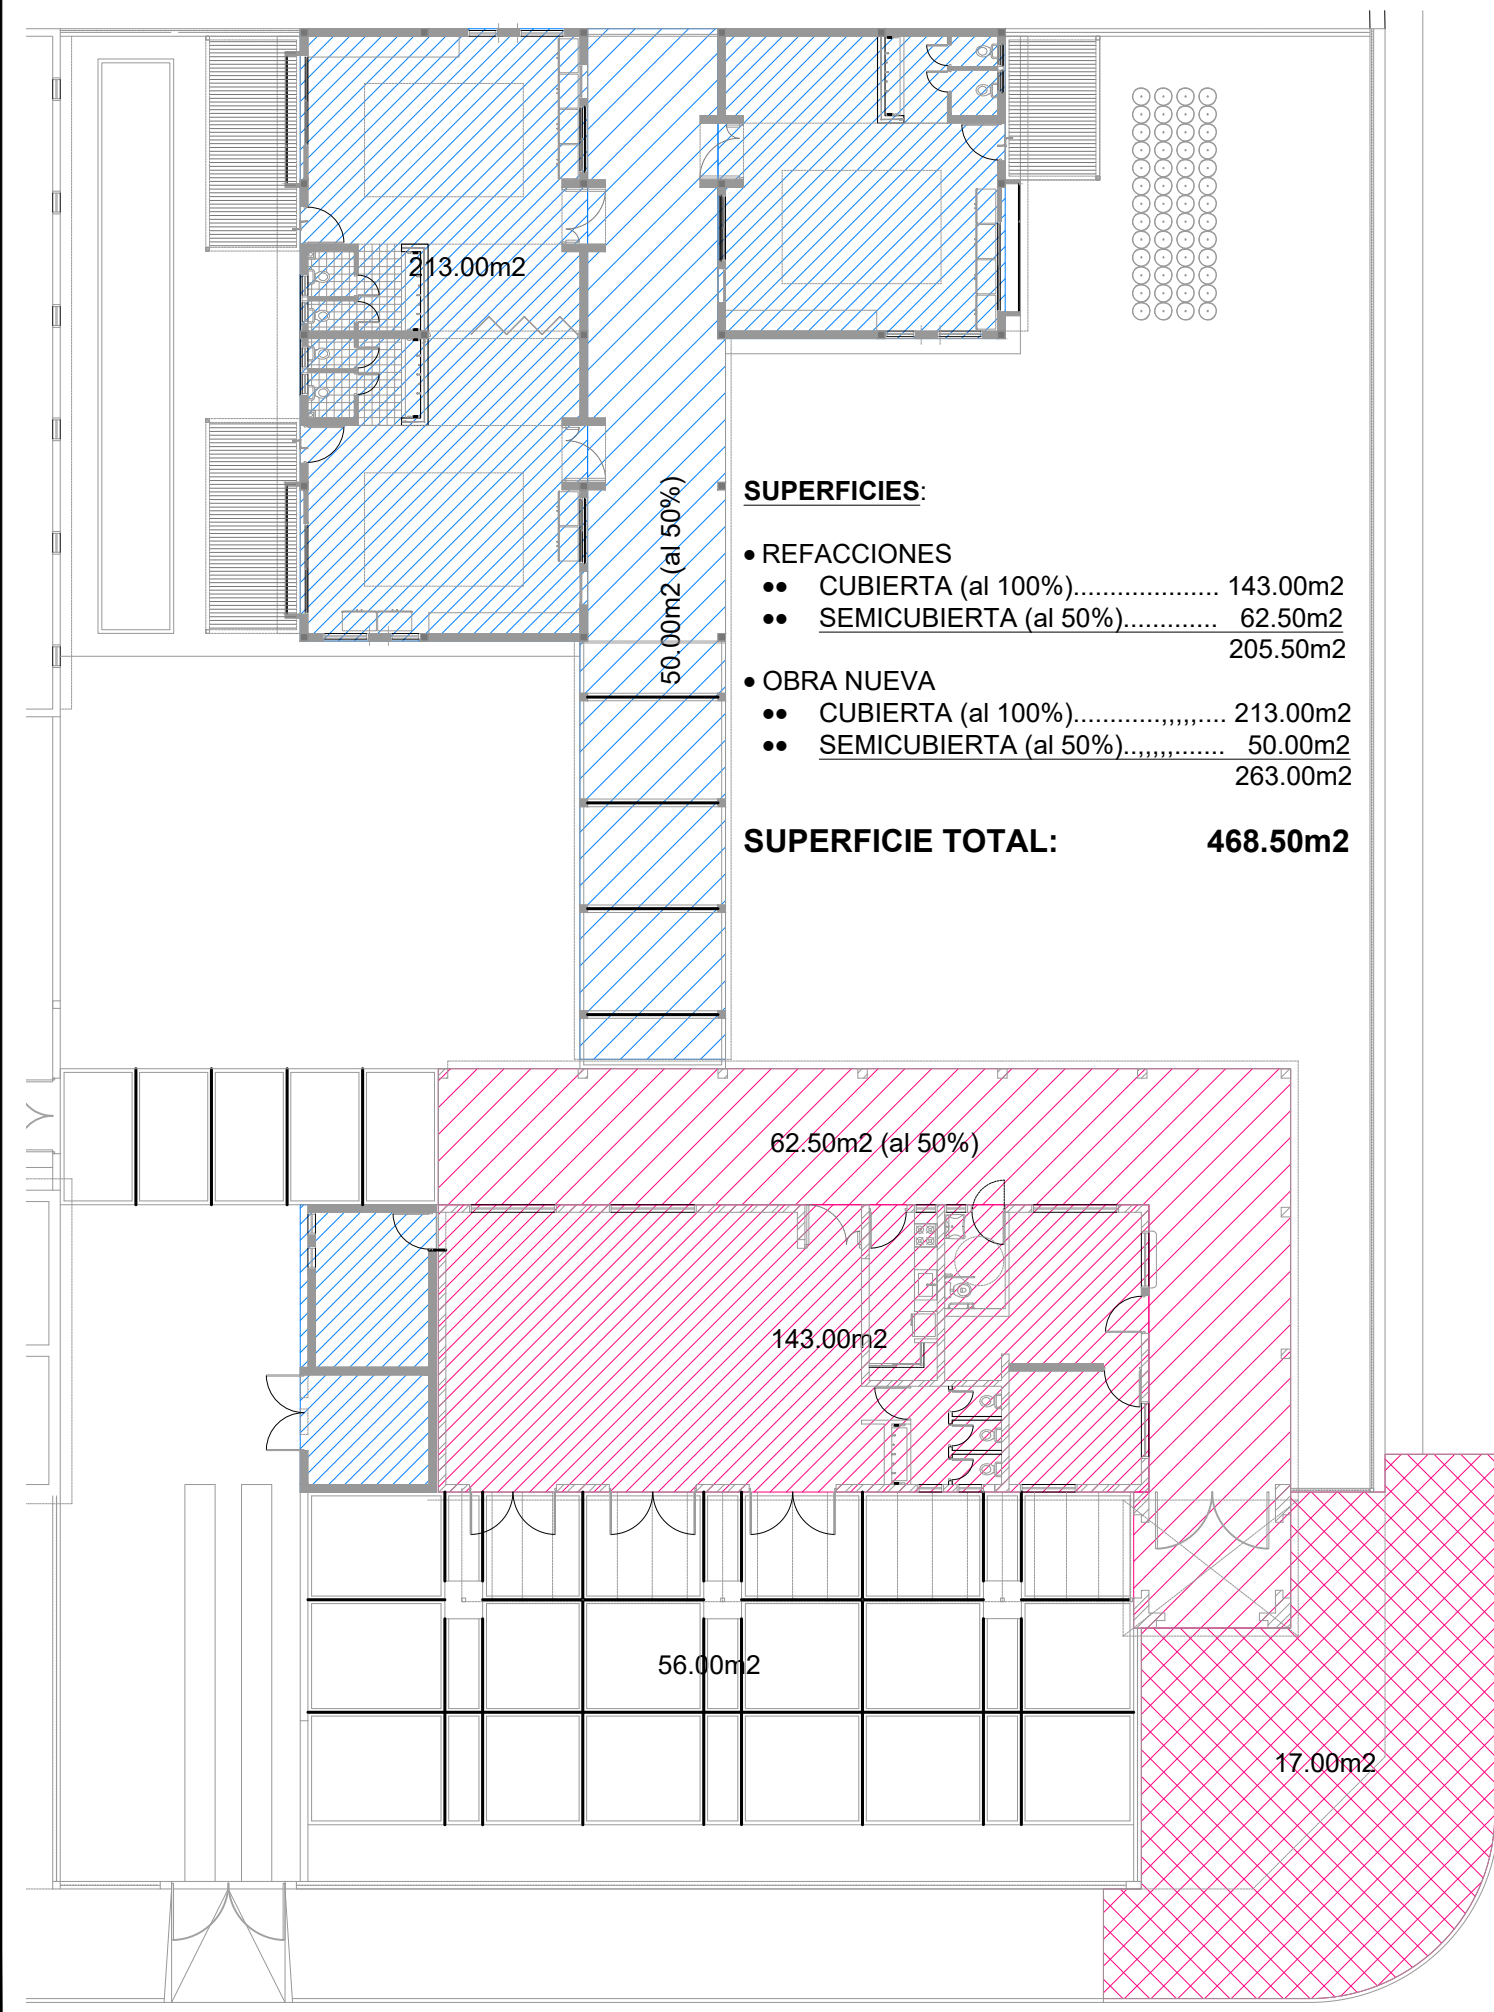 213.00m2
50.00m2 (al 50%)
SUPERFICIES:
• REFACCIONES
•• CUBIERTA (al 100%).................... 143.00m2
•• SEMICUBIERTA (al 50%)............. 62.50m2
205.50m2
• OBRA NUEVA
•• CUBIERTA (al 100%)............,,,,,.... 213.00m2
•• SEMICUBIERTA (al 50%)..,,,,,....... 50.00m2
263.00m2
SUPERFICIE TOTAL: 468.50m2
62.50m2 (al 50%)
143.00m2
56.00m2
17.00m2